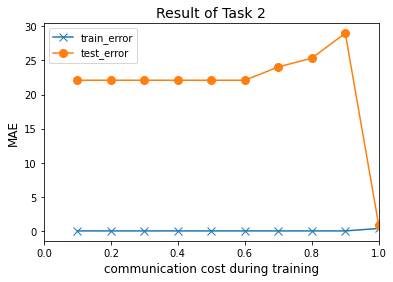 Result of Task 2
train_error
test_error
MAE
30
25
20
15
10
5
0
0.0 0.2 0.4 0.6 0.8 1.0
communication cost during training